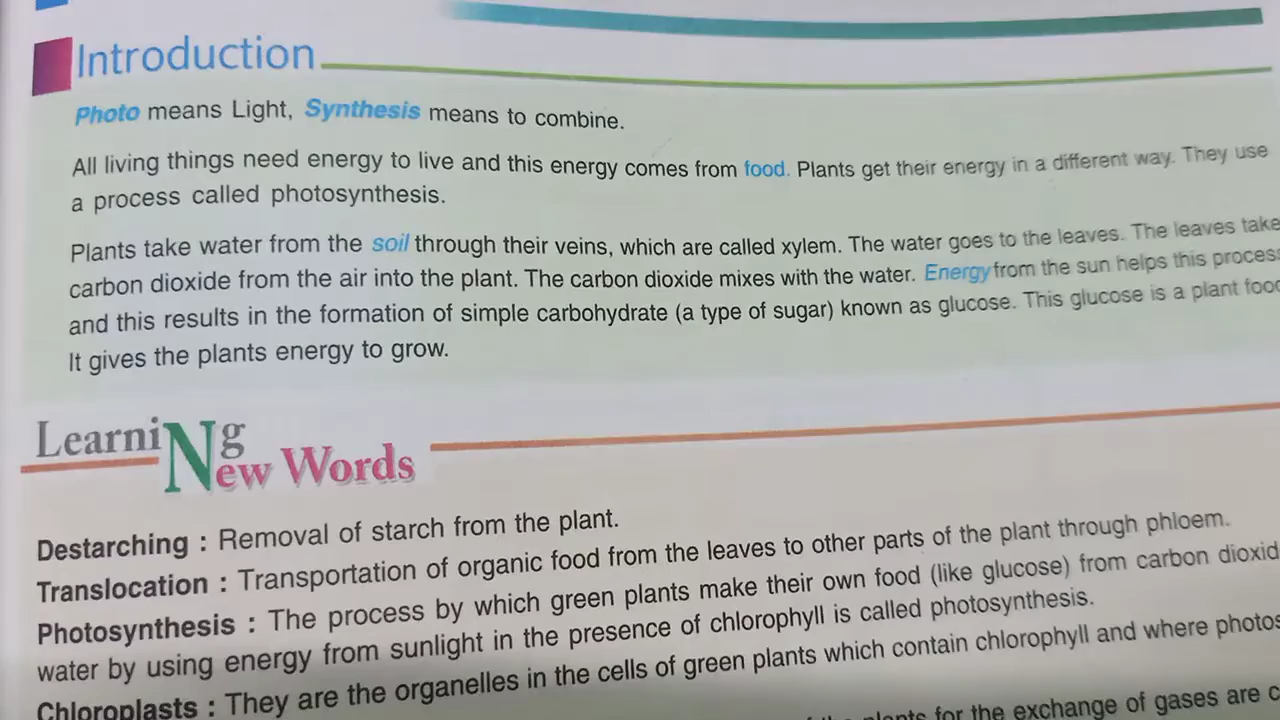 Introduction
Photo means Light, Synthesis means to combine.
All living things need energy to live and this energy comes from food. Plants get their energy in a different way. They use
a process called photosynthesis.
Plants take water from the soil through their veins, which are called xylem. The water goes to the leaves. The leaves take
carbon dioxide from the air into the plant. The carbon dioxide mixes with the water. Energy from the sun helps this process
and this results in the formation of simple carbohydrate (a type of sugar) known as glucose. This glucose is a plant food
It gives the plants energy to grow.
LearniNg
New Words
Destarching : Removal of starch from the plant.
Translocation : Transportation of organic food from the leaves to other parts of the plant through phloem.
Photosynthesis : The process by which green plants make their own food (like glucose) from carbon dioxid
water by using energy from sunlight in the presence of chlorophyll is called photosynthesis.
Chloroplasts : They are the organelles in the cells of green plants which contain chlorophyll and where photos
plants for the exchange of gases are c